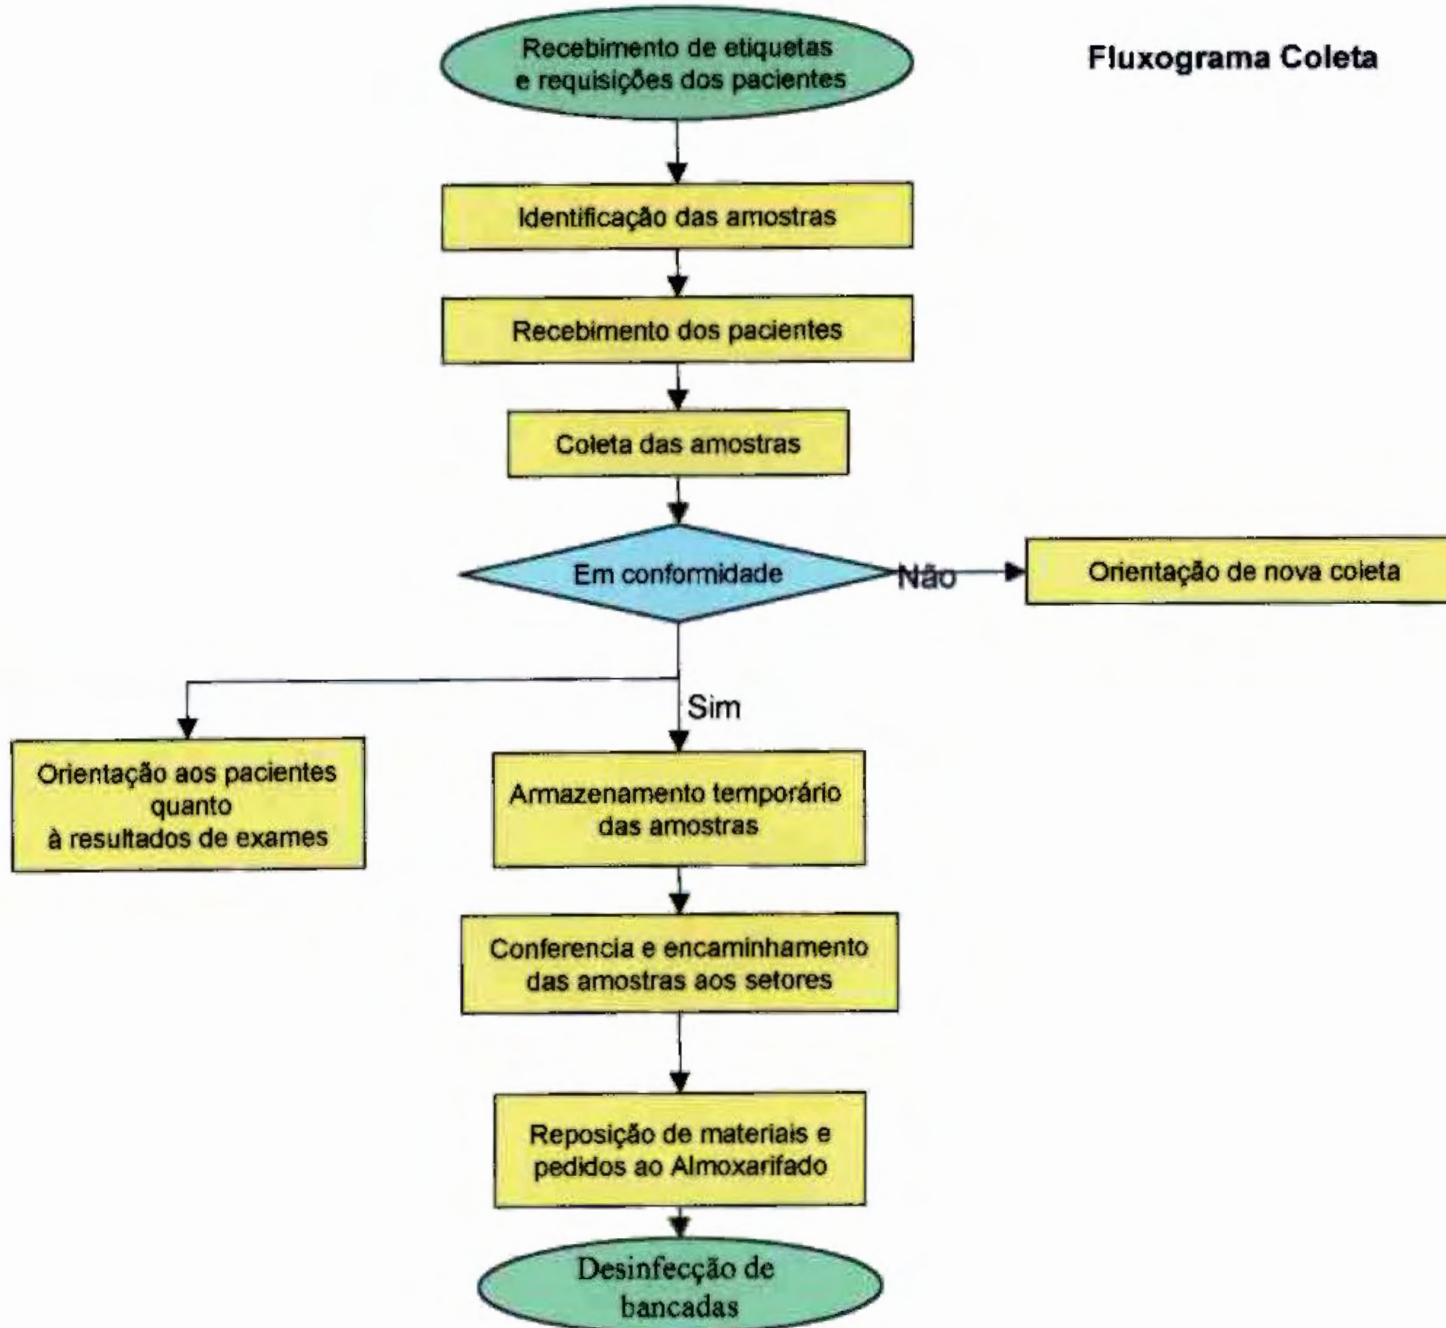 Fluxograma Coleta
Recebimento de etiquetas
e requisições dos pacientes
Identificação das amostras
Recebimento dos pacientes
Coleta das amostras
Em conformidade
Não
Orientação de nova coleta
Sim
Orientação aos pacientes
quanto
à resultados de exames
Armazenamento temporário
das amostras
Conferencia e encaminhamento
das amostras aos setores
Reposição de materiais e
pedidos ao Almoxarifado
Desinfecção de
bancadas